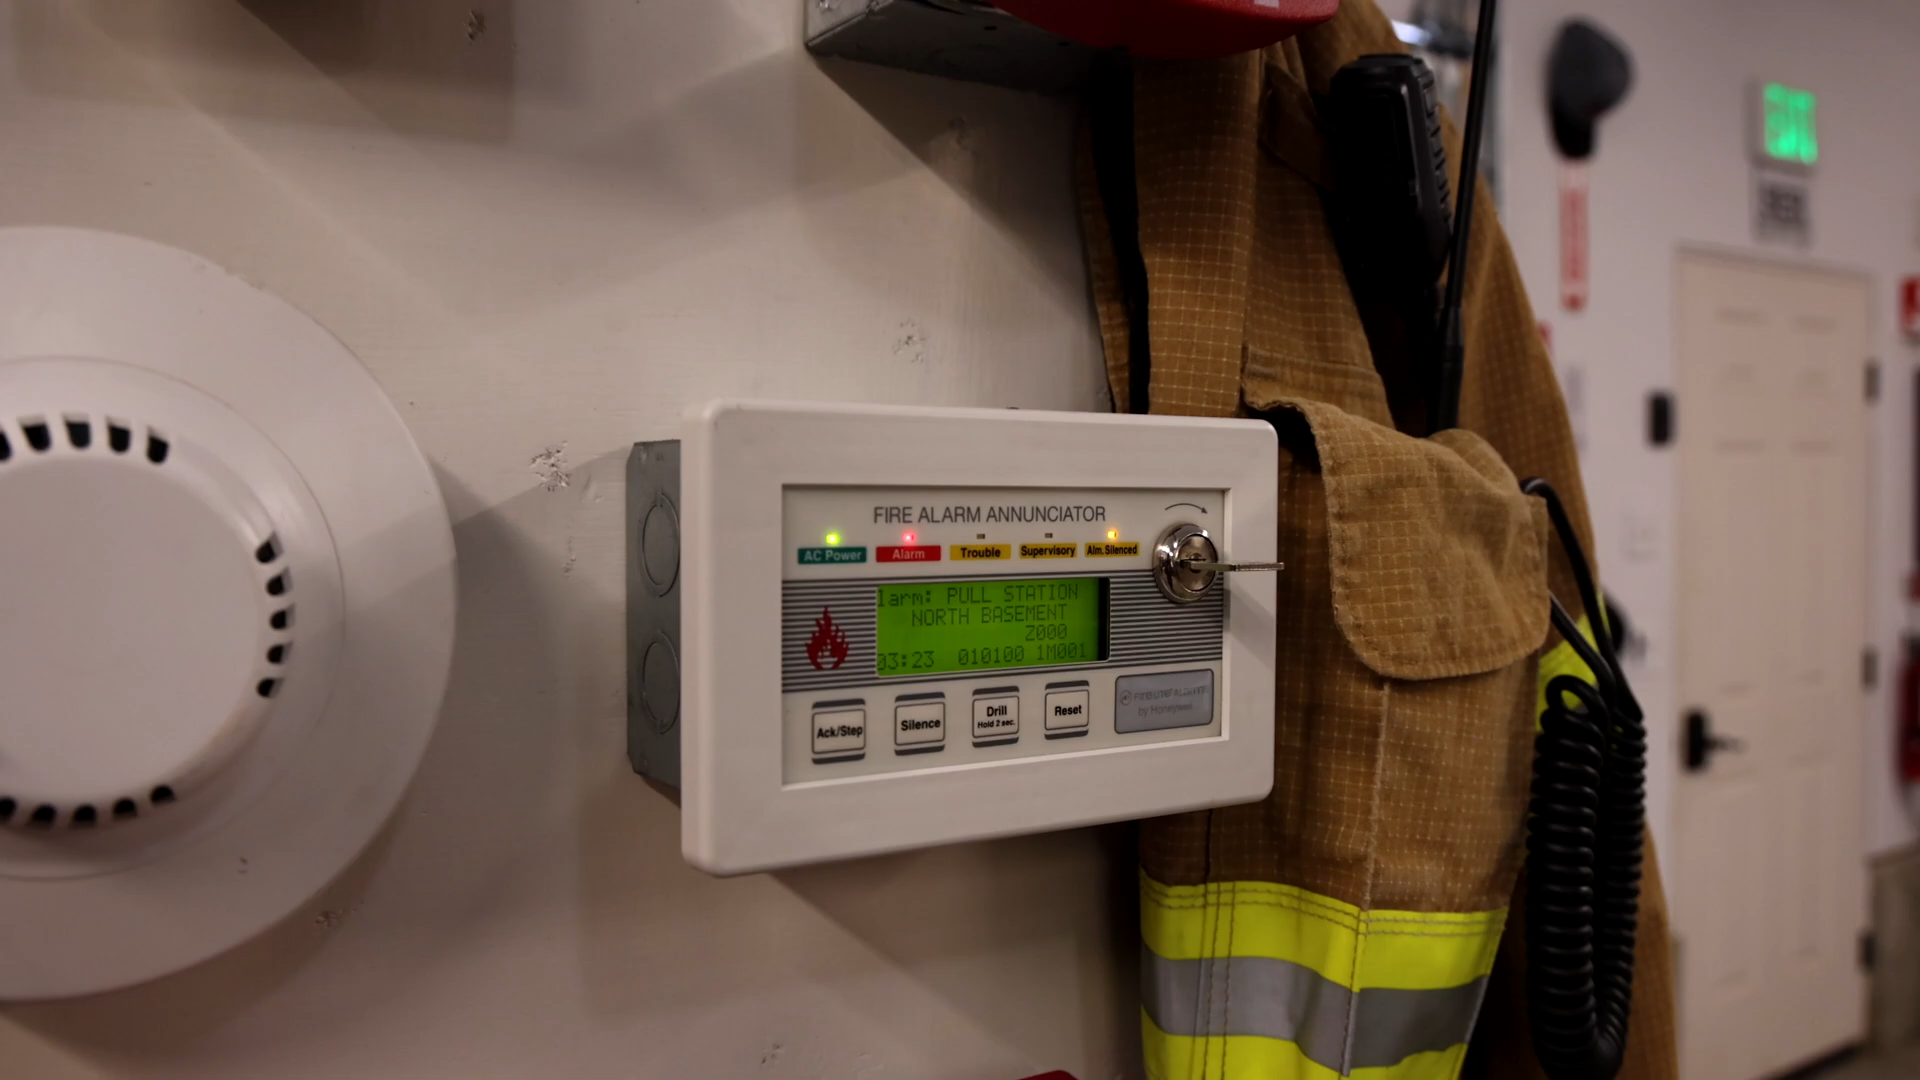 FIRE ALARM ANNUNCIATOR
AC Power
Alarm
Trouble
Supervisory
Alm.Silenced
larm: PULL STATION
NORTH BASEMENT
Z000
03:23 010100 1M001
Ack/Step
Silence
Drill
Hold 2 sec.
Reset
by Honeywell